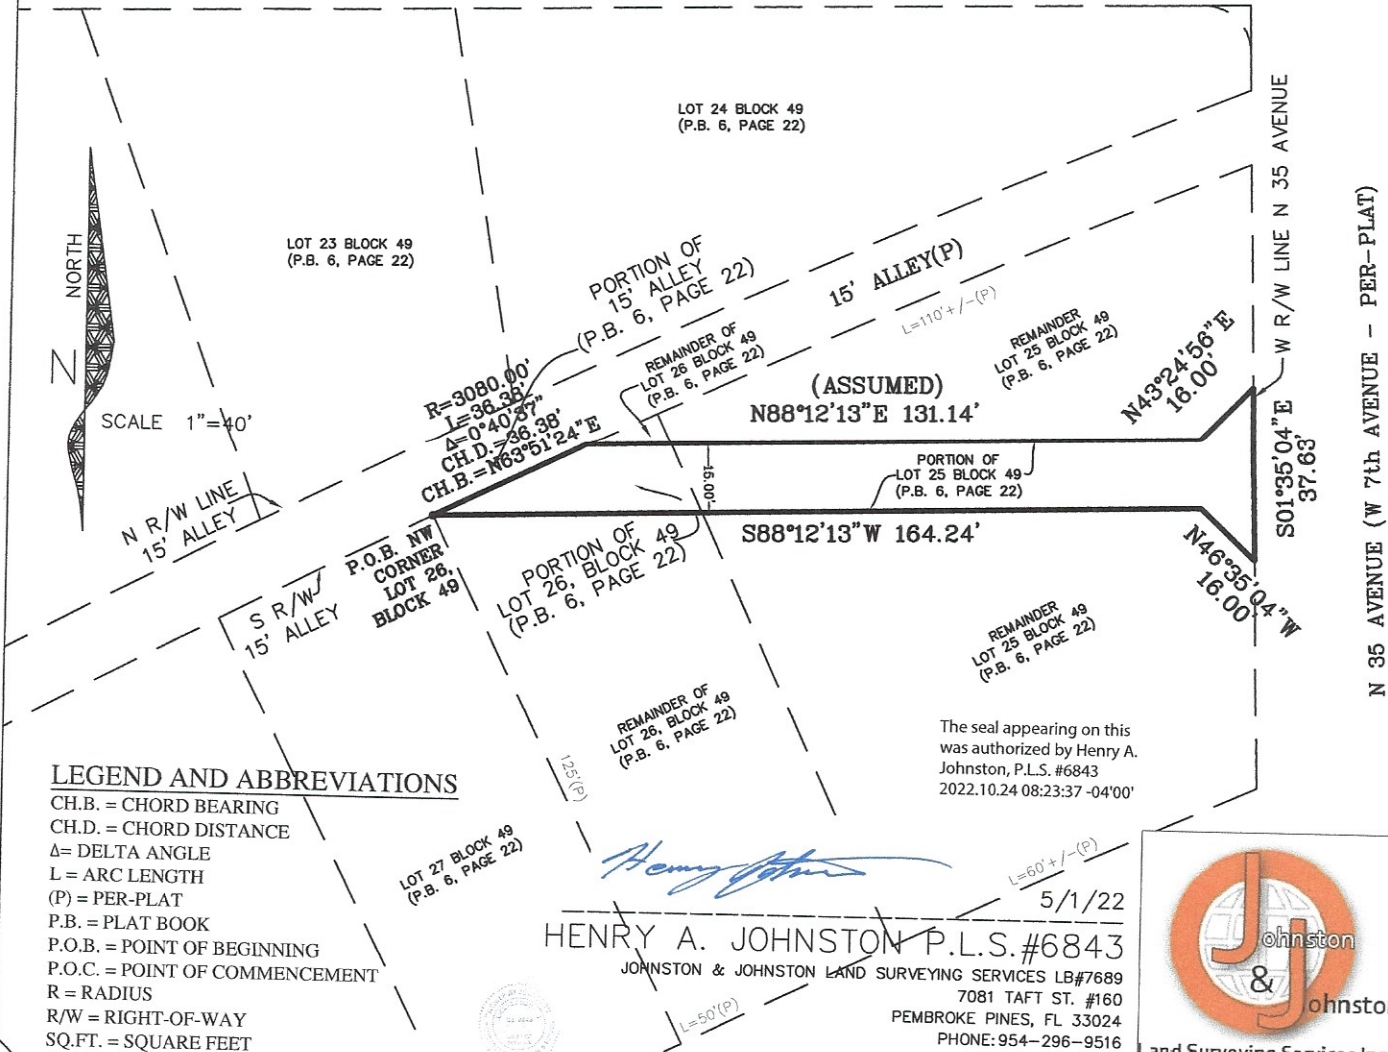 LOT 24 BLOCK 49
(P.B. 6, PAGE 22)
LOT 23 BLOCK 49
(P.B. 6, PAGE 22)
NORTH
Z
SCALE 1"=40'
PORTION OF
15' ALLEY
(P.B. 6, PAGE 22)
15' ALLEY(P)
L=110'+/-(P)
REMAINDER OF
LOT 26 BLOCK 49
(P.B. 6, PAGE 22)
REMAINDER
LOT 25 BLOCK 49
(P.B. 6, PAGE 22)
W R/W LINE N 35 AVENUE
N 35 AVENUE (W 7th AVENUE - PER-PLAT)
R=3080.00'
L=36.38'
Δ=0°40'37"
CH.D.=36.38'
CH.B.=N63°51'24"E
(ASSUMED)
N88°12'13"E 131.14'
N43°24'56"E
16.00'
S01°35'04"E
37.63'
15.00'
PORTION OF
LOT 25 BLOCK 49
(P.B. 6, PAGE 22)
S88°12'13"W 164.24'
N46°35'04"W
16.00'
N R/W LINE
15' ALLEY
S R/W
15' ALLEY
P.O.B. NW
CORNER
LOT 26,
BLOCK 49
PORTION OF
LOT 26, BLOCK 49
(P.B. 6, PAGE 22)
REMAINDER
LOT 25 BLOCK 49
(P.B. 6, PAGE 22)
REMAINDER OF
LOT 26, BLOCK 49
(P.B. 6, PAGE 22)
125'(P)
LOT 27 BLOCK 49
(P.B. 6, PAGE 22)
The seal appearing on this
was authorized by Henry A.
Johnston, P.L.S. #6843
2022.10.24 08:23:37 -04'00'
LEGEND AND ABBREVIATIONS
CH.B. = CHORD BEARING
CH.D. = CHORD DISTANCE
Δ= DELTA ANGLE
L = ARC LENGTH
(P) = PER-PLAT
P.B. = PLAT BOOK
P.O.B. = POINT OF BEGINNING
P.O.C. = POINT OF COMMENCEMENT
R = RADIUS
R/W = RIGHT-OF-WAY
SQ.FT. = SQUARE FEET
L=60'+/-(P)
L=50'(P)
Henry Johnston
5/1/22
HENRY A. JOHNSTON P.L.S.#6843
JOHNSTON & JOHNSTON LAND SURVEYING SERVICES LB#7689
7081 TAFT ST. #160
PEMBROKE PINES, FL 33024
PHONE:954-296-9516
Johnston
&
Johnsto
Land Surveying Services Inc